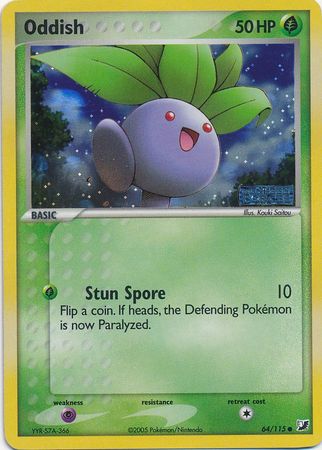 Oddish
50 HP
Illus. Kouki Saitou
BASIC
Stun Spore 10
Flip a coin. If heads, the Defending Pokémon
is now Paralyzed.
weakness resistance retreat cost
YYR-57A-366 ©2005 Pokémon/Nintendo 64/115